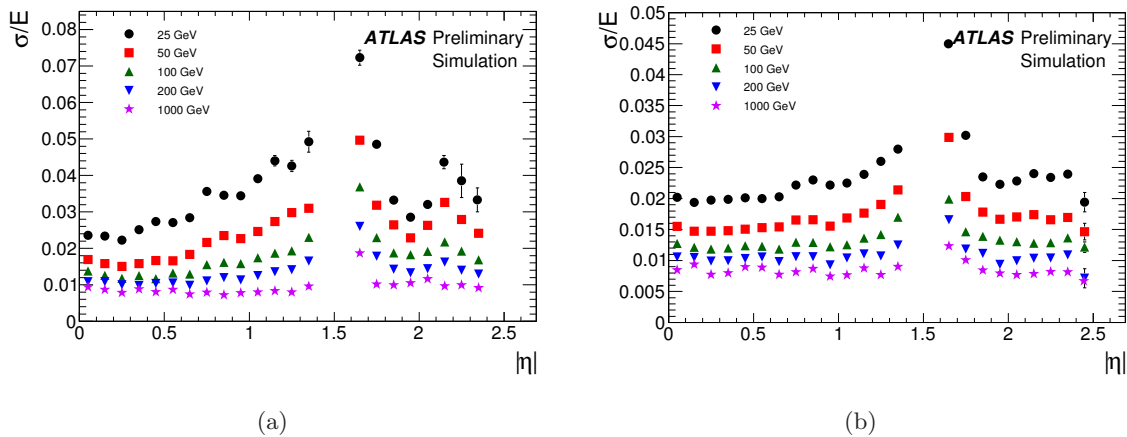 σ/E
0.08
0.07
0.06
0.05
0.04
0.03
0.02
0.01
0
25 GeV
50 GeV
100 GeV
200 GeV
1000 GeV
ATLAS Preliminary
Simulation
0 0.5 1 1.5 2 2.5
|η|
(a)
σ/E
0.05
0.045
0.04
0.035
0.03
0.025
0.02
0.015
0.01
0.005
0
25 GeV
50 GeV
100 GeV
200 GeV
1000 GeV
ATLAS Preliminary
Simulation
0 0.5 1 1.5 2 2.5
|η|
(b)